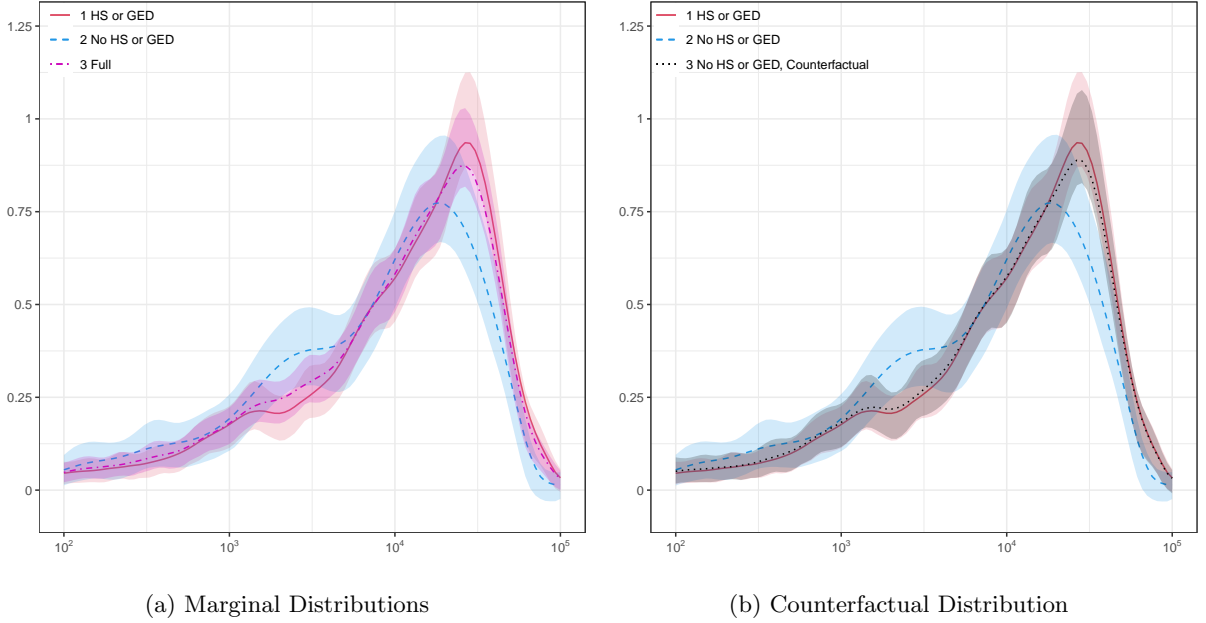 1 HS or GED
2 No HS or GED
3 Full
1.25
1
0.75
0.5
0.25
0
10²
10³
10⁴
10⁵
(a) Marginal Distributions
1 HS or GED
2 No HS or GED
3 No HS or GED, Counterfactual
1.25
1
0.75
0.5
0.25
0
10²
10³
10⁴
10⁵
(b) Counterfactual Distribution